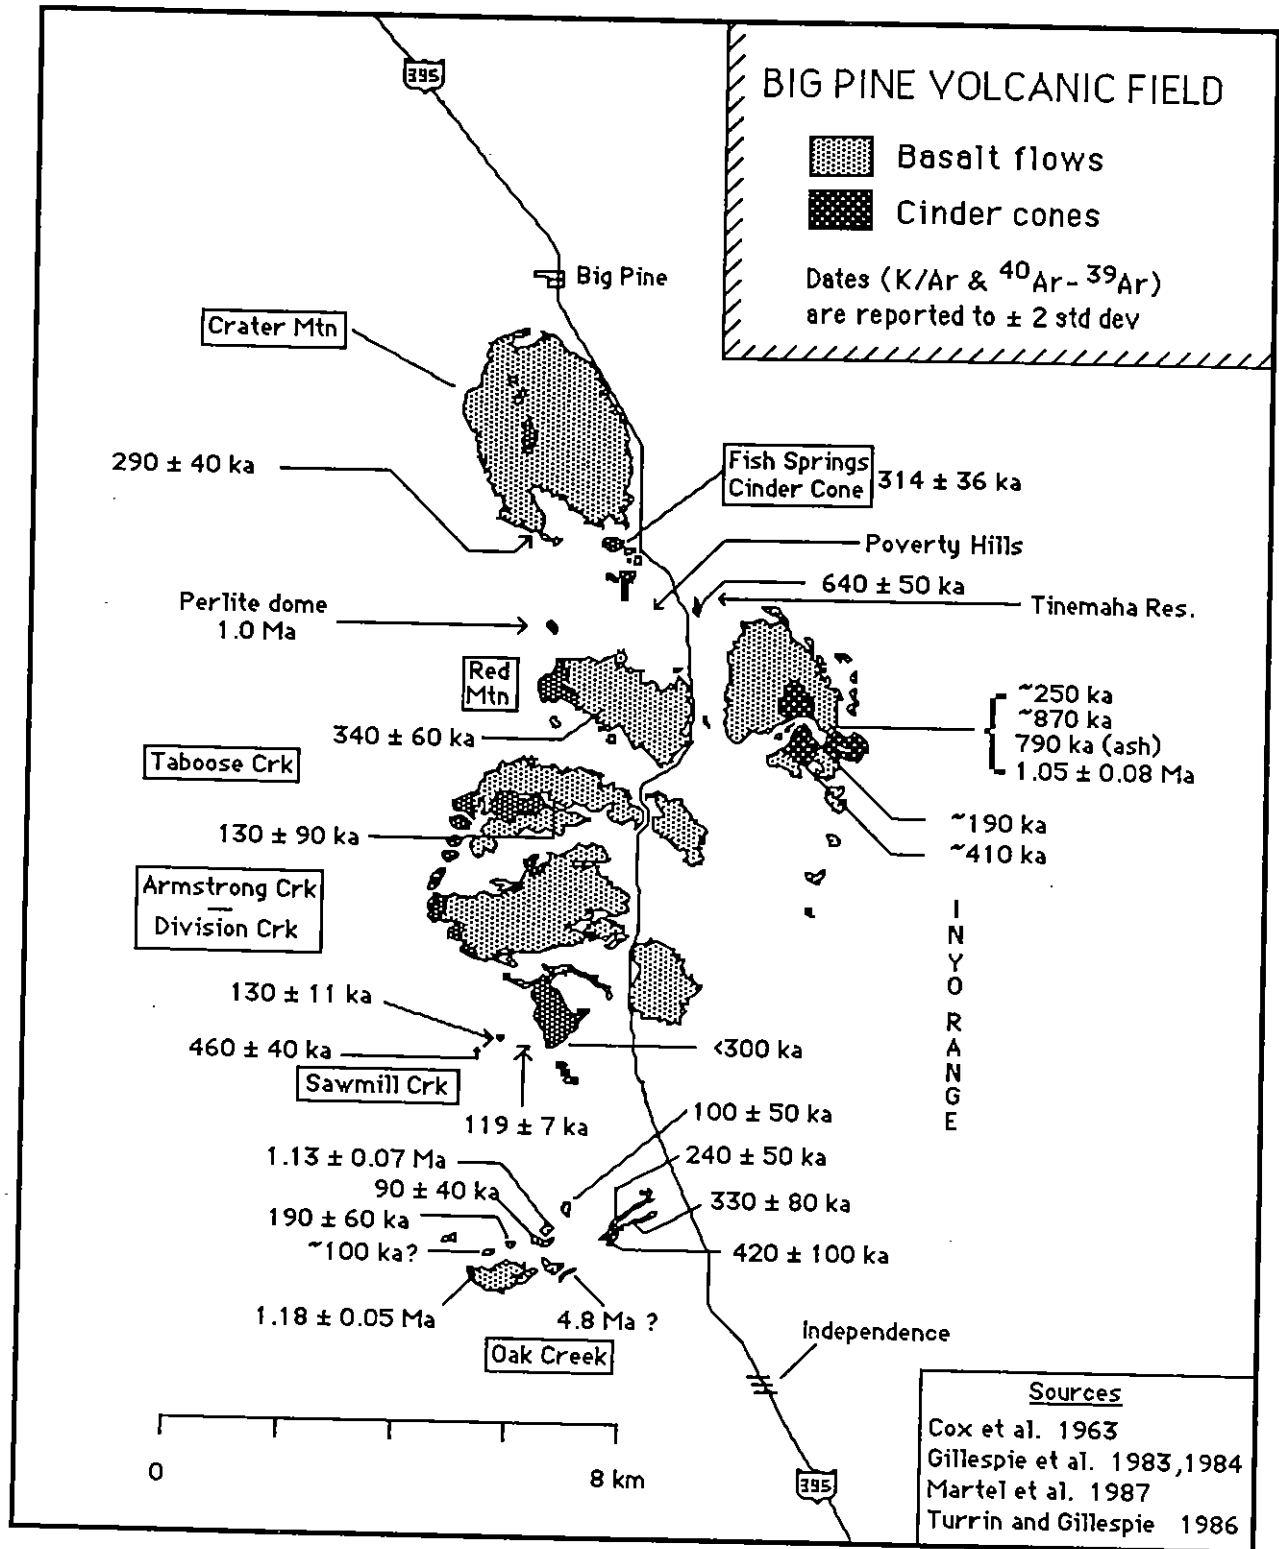 395
BIG PINE VOLCANIC FIELD
Basalt flows
Cinder cones
Dates (K/Ar & 40Ar- 39Ar)
are reported to ± 2 std dev
Big Pine
Crater Mtn
290 ± 40 ka
Fish Springs
Cinder Cone
314 ± 36 ka
Poverty Hills
640 ± 50 ka
Tinemaha Res.
Perlite dome
1.0 Ma
Red
Mtn
340 ± 60 ka
~250 ka
~870 ka
790 ka (ash)
1.05 ± 0.08 Ma
Taboose Crk
130 ± 90 ka
~190 ka
~410 ka
Armstrong Crk
—
Division Crk
INYO RANGE
130 ± 11 ka
460 ± 40 ka
<300 ka
Sawmill Crk
119 ± 7 ka
100 ± 50 ka
1.13 ± 0.07 Ma
240 ± 50 ka
90 ± 40 ka
330 ± 80 ka
190 ± 60 ka
~100 ka?
420 ± 100 ka
1.18 ± 0.05 Ma
4.8 Ma ?
Oak Creek
Independence
0
8 km
395
Sources
Cox et al. 1963
Gillespie et al. 1983,1984
Martel et al. 1987
Turrin and Gillespie 1986